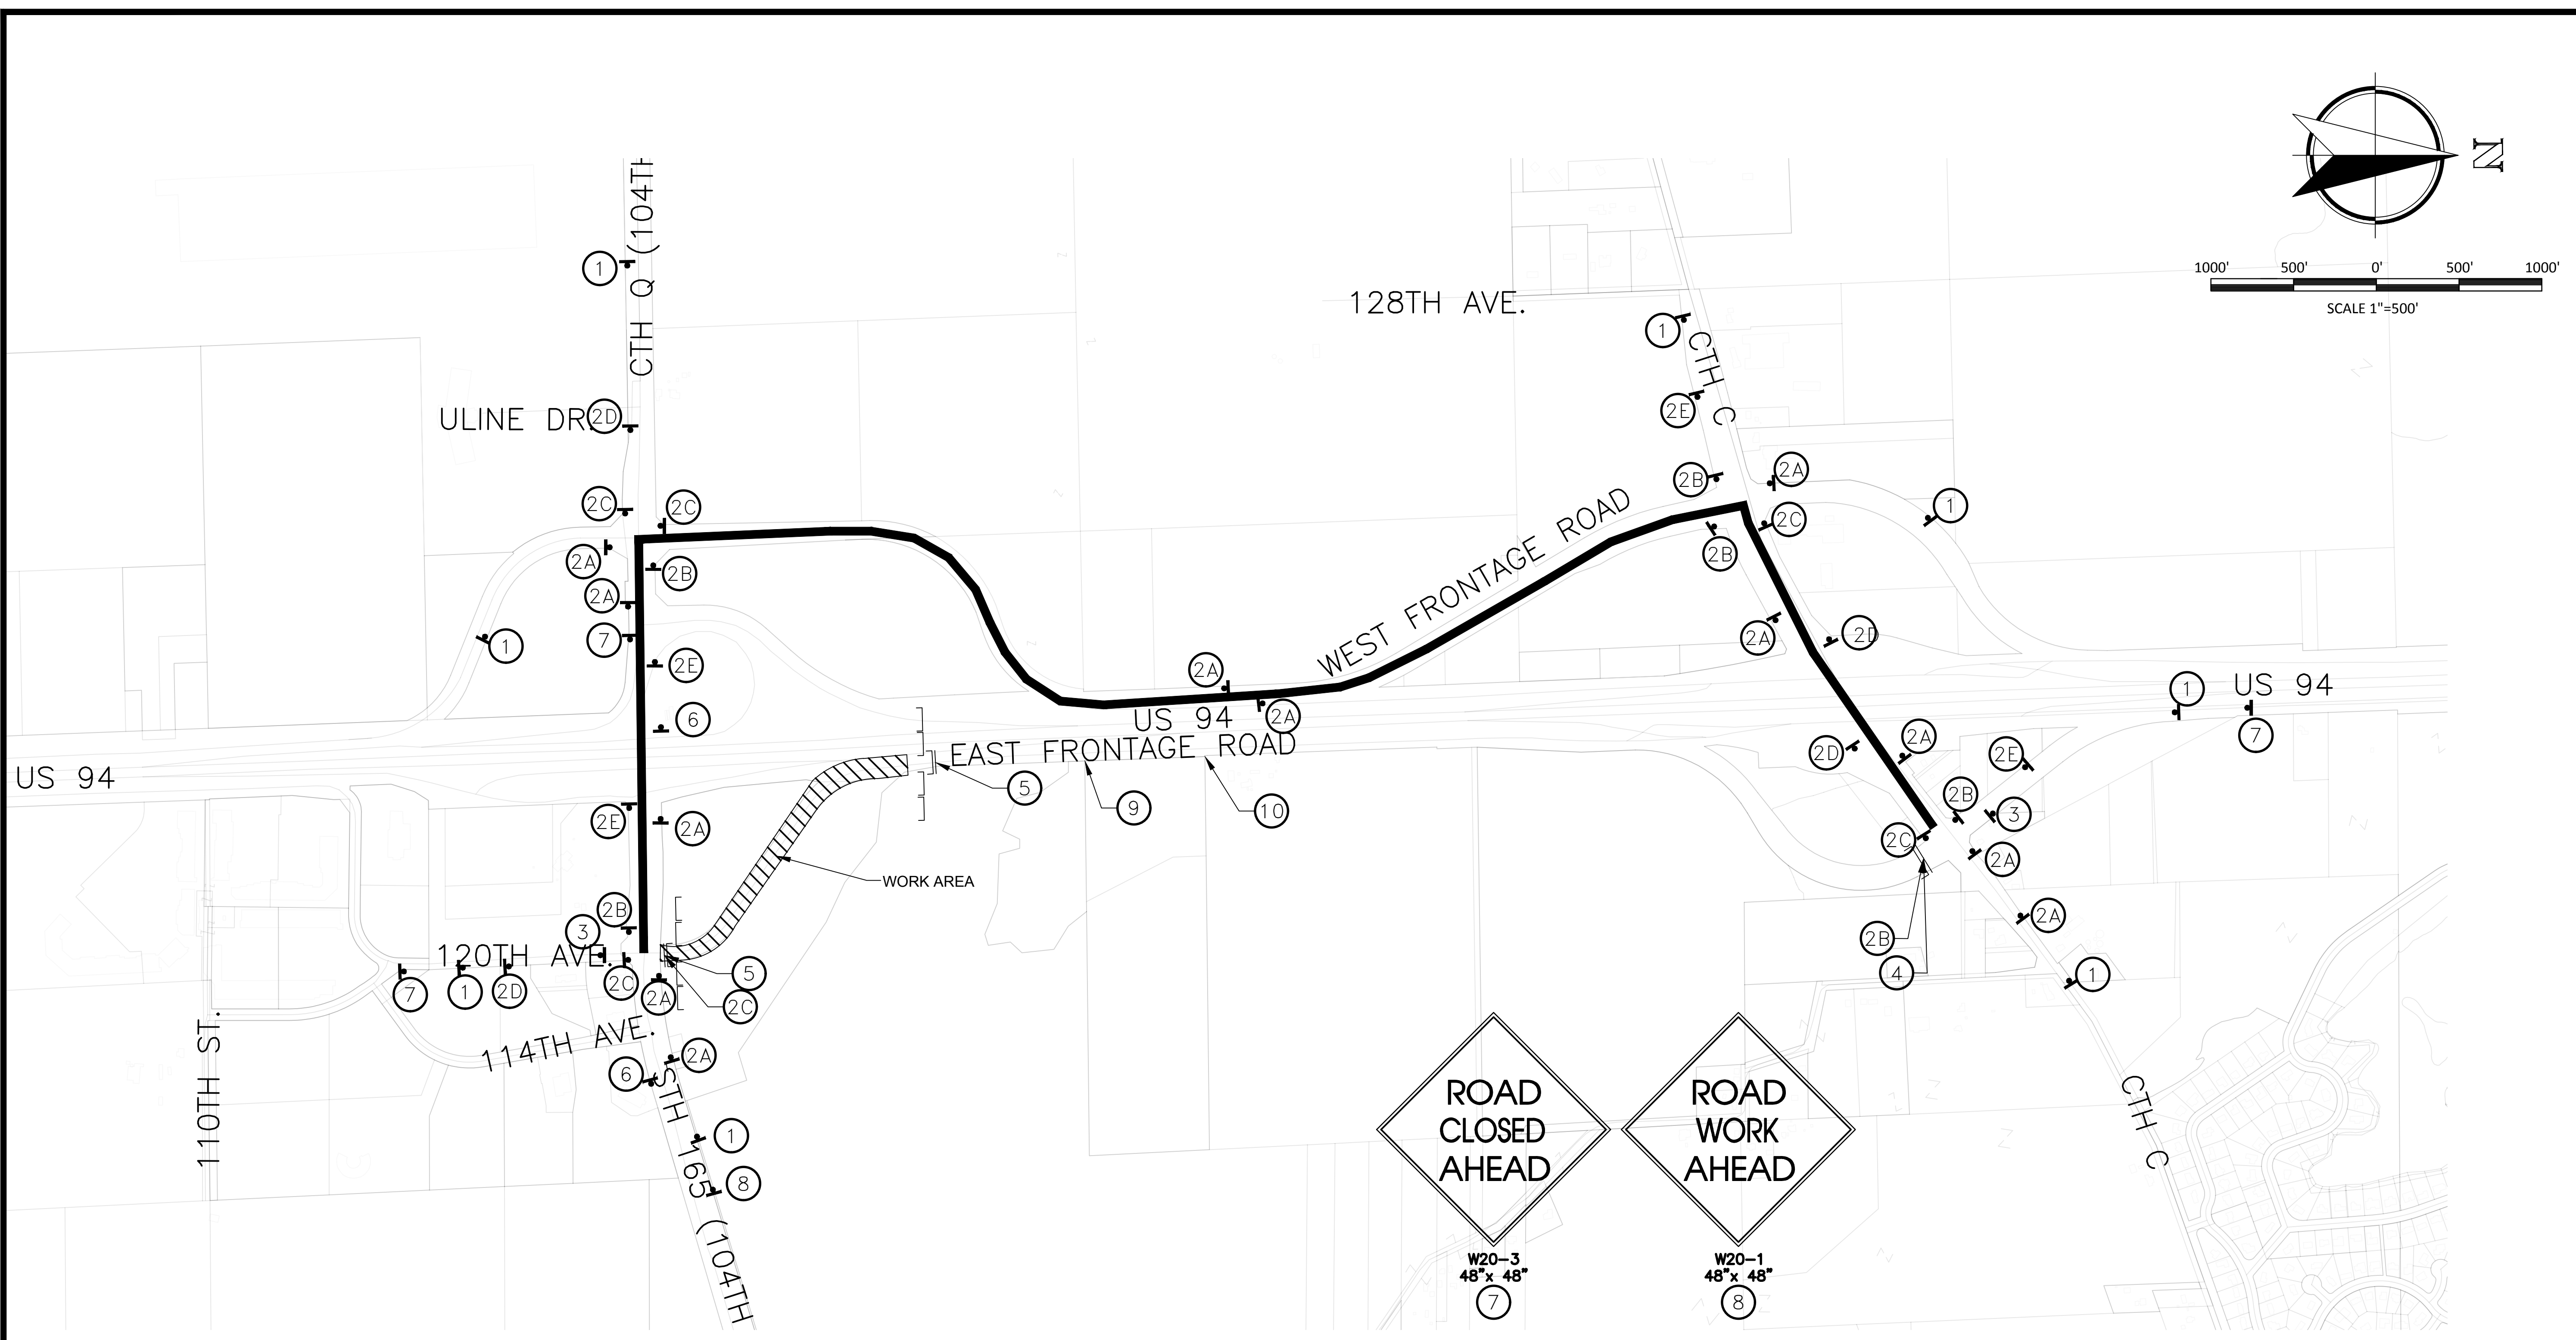 N
1000' 500' 0' 500' 1000'
SCALE 1"=500'
CTH Q (104TH
1
128TH AVE.
1
CTH C
2E
ULINE DR.
2D
2C
2C
2B
2A
1
2C
2A
2B
2B
WEST FRONTAGE ROAD
2A
7
1
2E
2A
2D
2A
6
2A
US 94
1
US 94
7
EAST FRONTAGE ROAD
US 94
5
9
10
2D
2A
2E
2B
3
2E
2A
2C
2A
WORK AREA
2B
3
120TH AVE.
2A
2B
4
1
7
1
2D
2C
2A
5
2C
110TH ST.
114TH AVE.
2A
6
STH 165 (104TH
1
8
CTH C
ROAD
CLOSED
AHEAD
W20-3
48"x 48"
7
ROAD
WORK
AHEAD
W20-1
48"x 48"
8